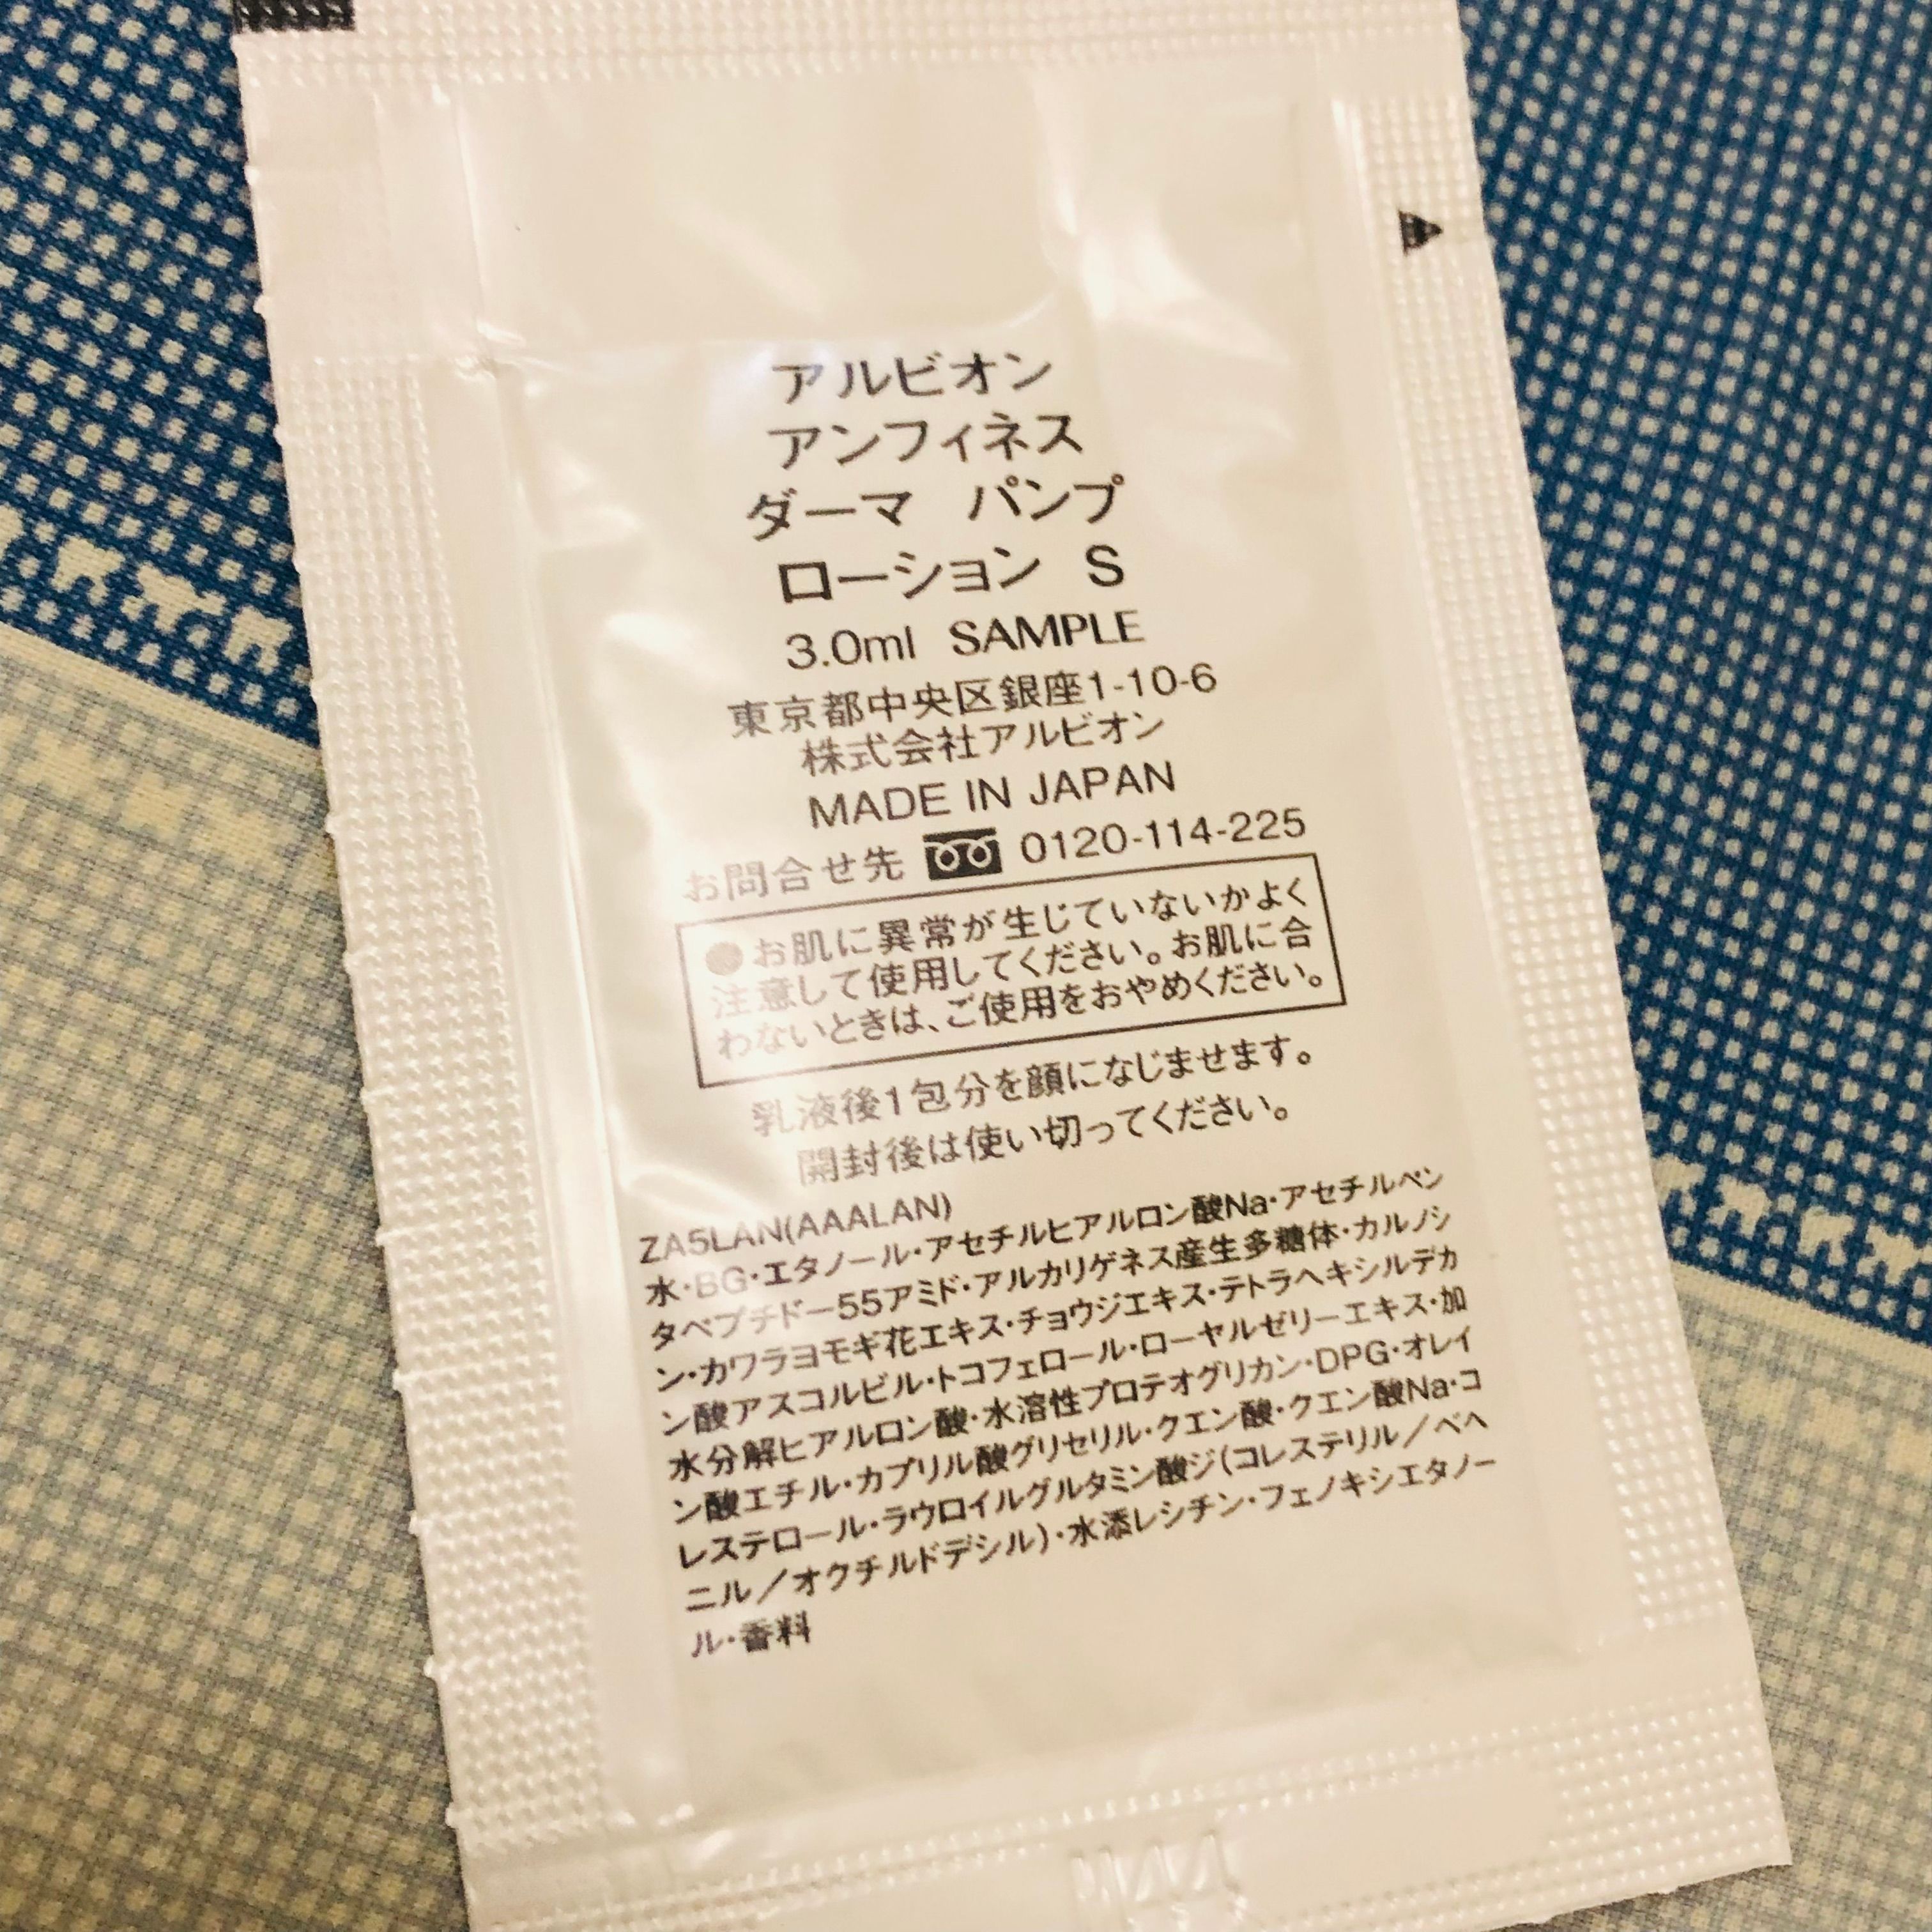 アルビオン
アンフィネス
ダーマ パンプ
ローション S
3.0ml SAMPLE
東京都中央区銀座1-10-6
株式会社アルビオン
MADE IN JAPAN
お問合せ先 0120-114-225
●お肌に異常が生じていないかよく
注意して使用してください。お肌に合
わないときは、ご使用をおやめください。
乳液後1包分を顔になじませます。
開封後は使い切ってください。
ZA5LAN(AAALAN)
水・BG・エタノール・アセチルヒアルロン酸Na・アセチルペン
タペプチドー55アミド・アルカリゲネス産生多糖体・カルノシ
ン・カワラヨモギ花エキス・チョウジエキス・テトラヘキシルデカ
ン酸アスコルビル・トコフェロール・ローヤルゼリーエキス・加
水分解ヒアルロン酸・水溶性プロテオグリカン・DPG・オレイ
ン酸エチル・カプリル酸グリセリル・クエン酸・クエン酸Na・コ
レステロール・ラウロイルグルタミン酸ジ(コレステリル/ベヘ
ニル/オクチルドデシル)・水添レシチン・フェノキシエタノー
ル・香料